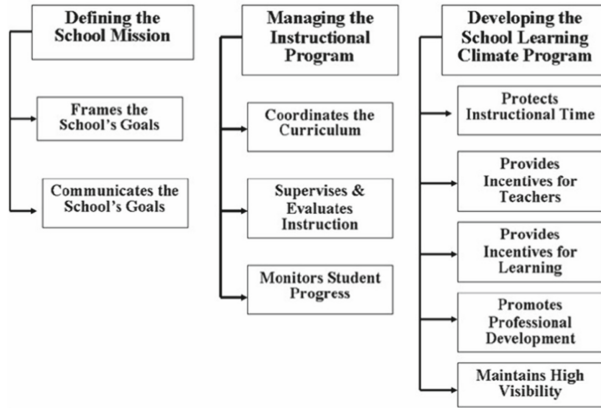 Defining the
School Mission
Frames the
School's Goals
Communicates the
School's Goals
Managing the
Instructional
Program
Coordinates the
Curriculum
Supervises &
Evaluates
Instruction
Monitors Student
Progress
Developing the
School Learning
Climate Program
Protects
Instructional Time
Provides
Incentives for
Teachers
Provides
Incentives for
Learning
Promotes
Professional
Development
Maintains High
Visibility